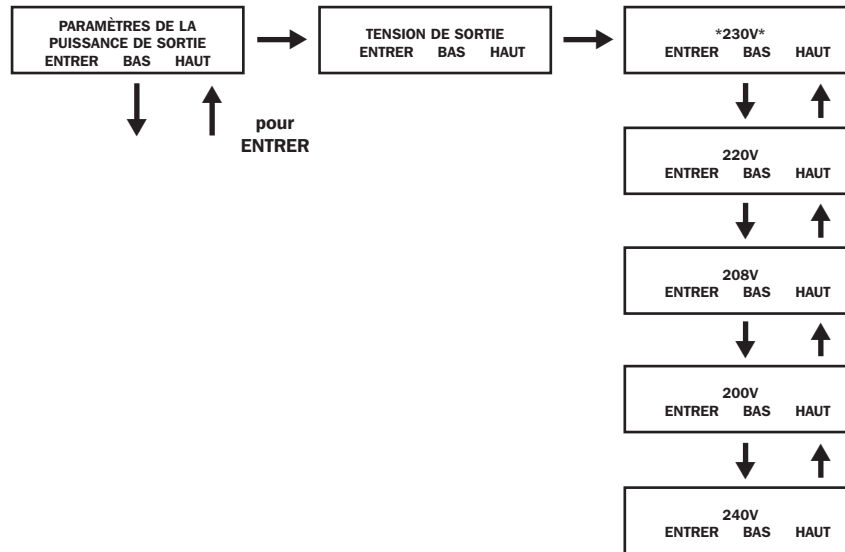 PARAMÈTRES DE LA
PUISSANCE DE SORTIE
ENTRER BAS HAUT
TENSION DE SORTIE
ENTRER BAS HAUT
*230V*
ENTRER BAS HAUT
pour
ENTRER
220V
ENTRER BAS HAUT
208V
ENTRER BAS HAUT
200V
ENTRER BAS HAUT
240V
ENTRER BAS HAUT